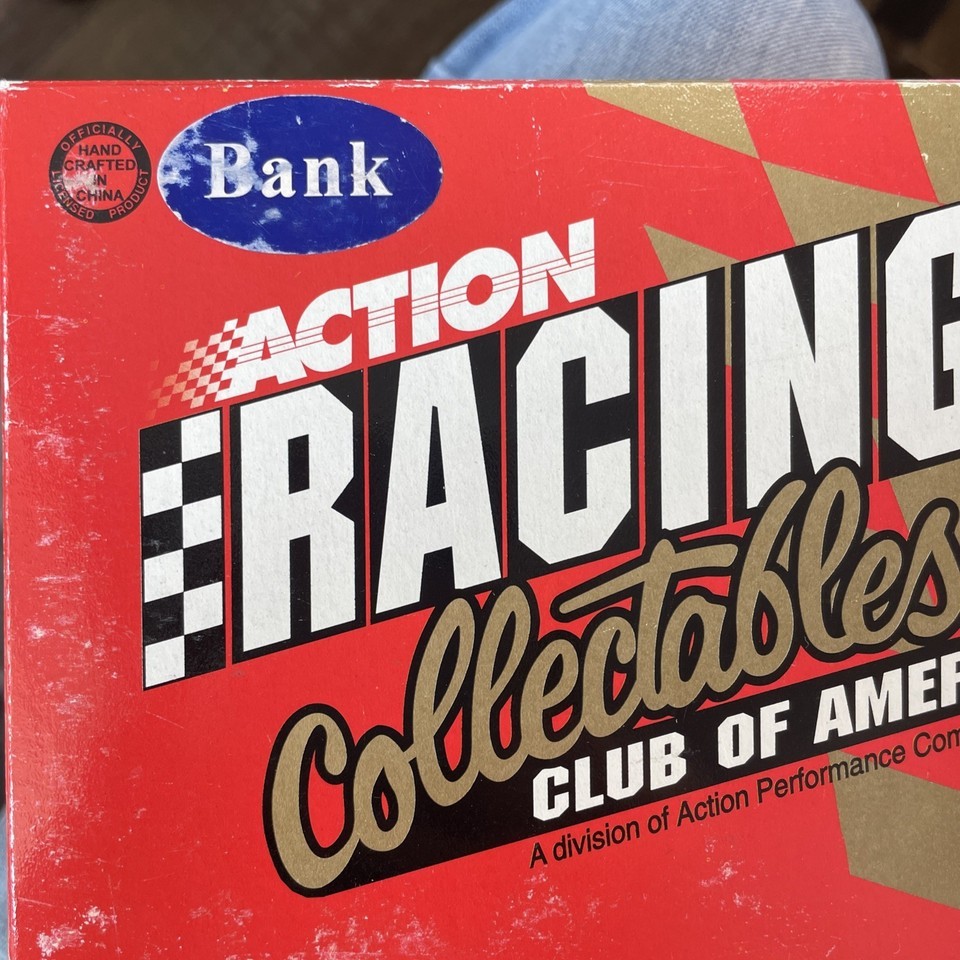 OFFICIALLY
HAND
CRAFTED
IN
CHINA
LICENSED PRODUCT
Bank
ACTION
RACING
Collectables
CLUB OF AMER
A division of Action Performance Com